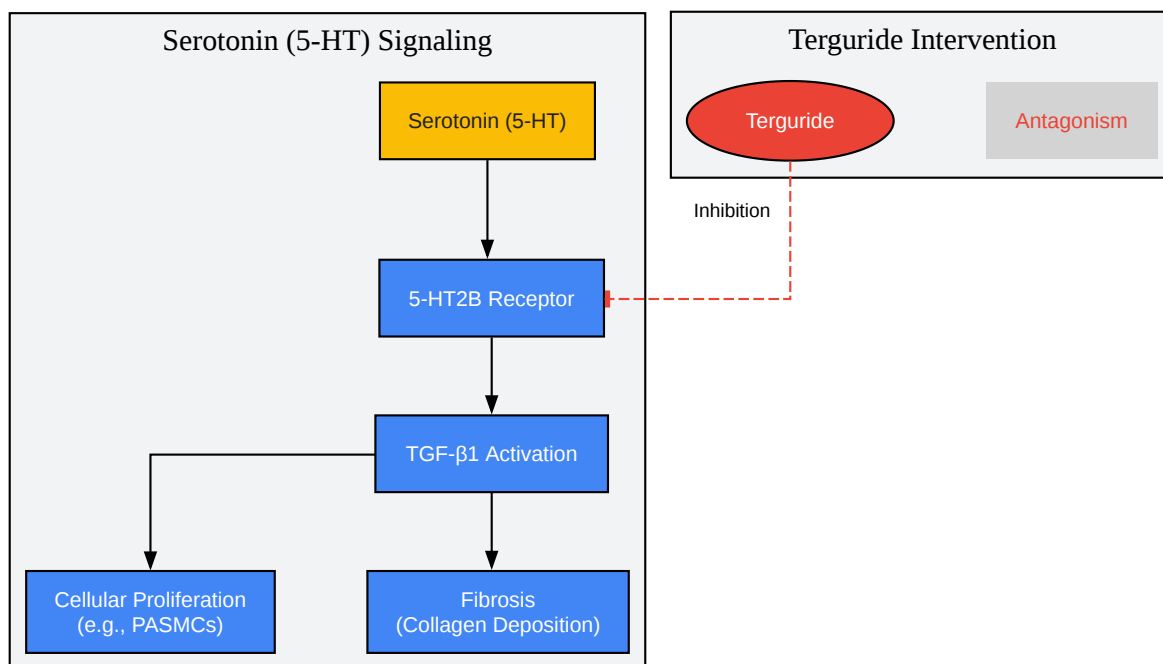 Serotonin (5-HT) Signaling
Serotonin (5-HT)
5-HT2B Receptor
TGF-β1 Activation
Cellular Proliferation
(e.g., PASMCs)
Fibrosis
(Collagen Deposition)
Terguride Intervention
Terguride
Antagonism
Inhibition